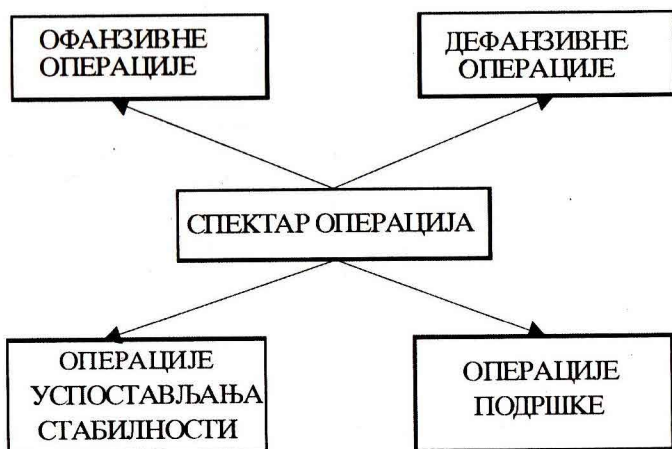 ОФАНЗИВНЕ
ОПЕРАЦИЈЕ
ДЕФАНЗИВНЕ
ОПЕРАЦИЈЕ
СПЕКТАР ОПЕРАЦИЈА
ОПЕРАЦИЈЕ
УСПОСТАВЉАЊА
СТАБИЛНОСТИ
ОПЕРАЦИЈЕ
ПОДРШКЕ